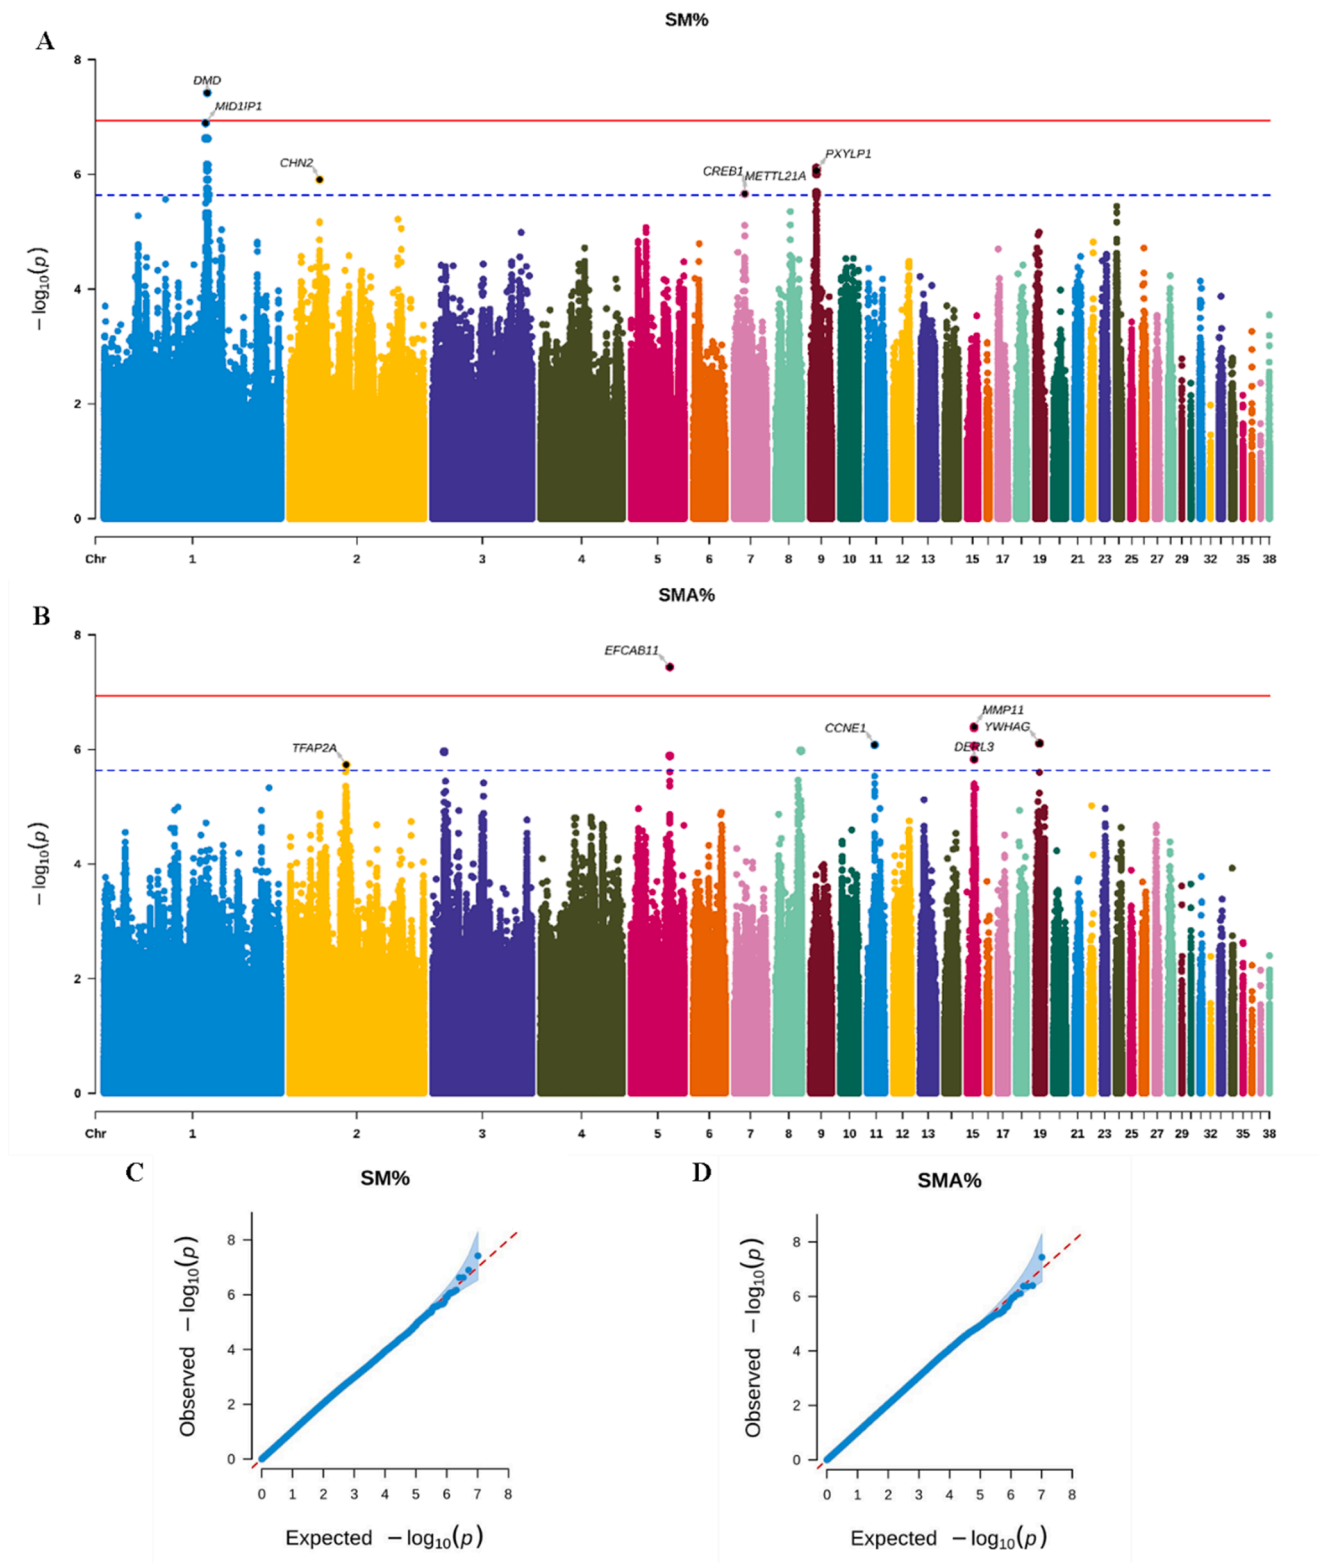 SM%
A
8
DMD
MID1IP1
PXYLP1
CHN2
CREB1
METTL21A
6
4
2
0
− log10(p)
Chr 1 2 3 4 5 6 7 8 9 10 11 12 13 15 17 19 21 23 25 27 29 32 35 38
SMA%
B
8
EFCAB11
MMP11
CCNE1
YWHAG
TFAP2A
DERL3
6
4
2
0
− log10(p)
Chr 1 2 3 4 5 6 7 8 9 10 11 12 13 15 17 19 21 23 25 27 29 32 35 38
C
SM%
8
6
4
2
0
Observed − log10(p)
0 1 2 3 4 5 6 7 8
Expected − log10(p)
D
SMA%
8
6
4
2
0
Observed − log10(p)
0 1 2 3 4 5 6 7 8
Expected − log10(p)